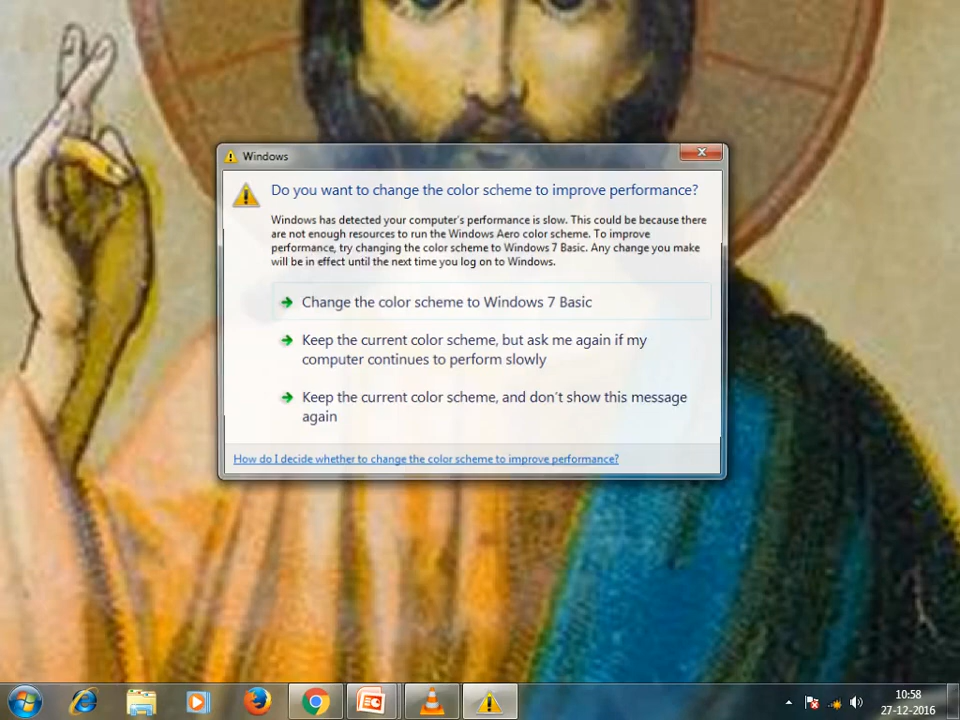 Windows
Do you want to change the color scheme to improve performance?
Windows has detected your computer's performance is slow. This could be because there
are not enough resources to run the Windows Aero color scheme. To improve
performance, try changing the color scheme to Windows 7 Basic. Any change you make
will be in effect until the next time you log on to Windows.
Change the color scheme to Windows 7 Basic
Keep the current color scheme, but ask me again if my
computer continues to perform slowly
Keep the current color scheme, and don't show this message
again
How do I decide whether to change the color scheme to improve performance?
10:58
27-12-2016